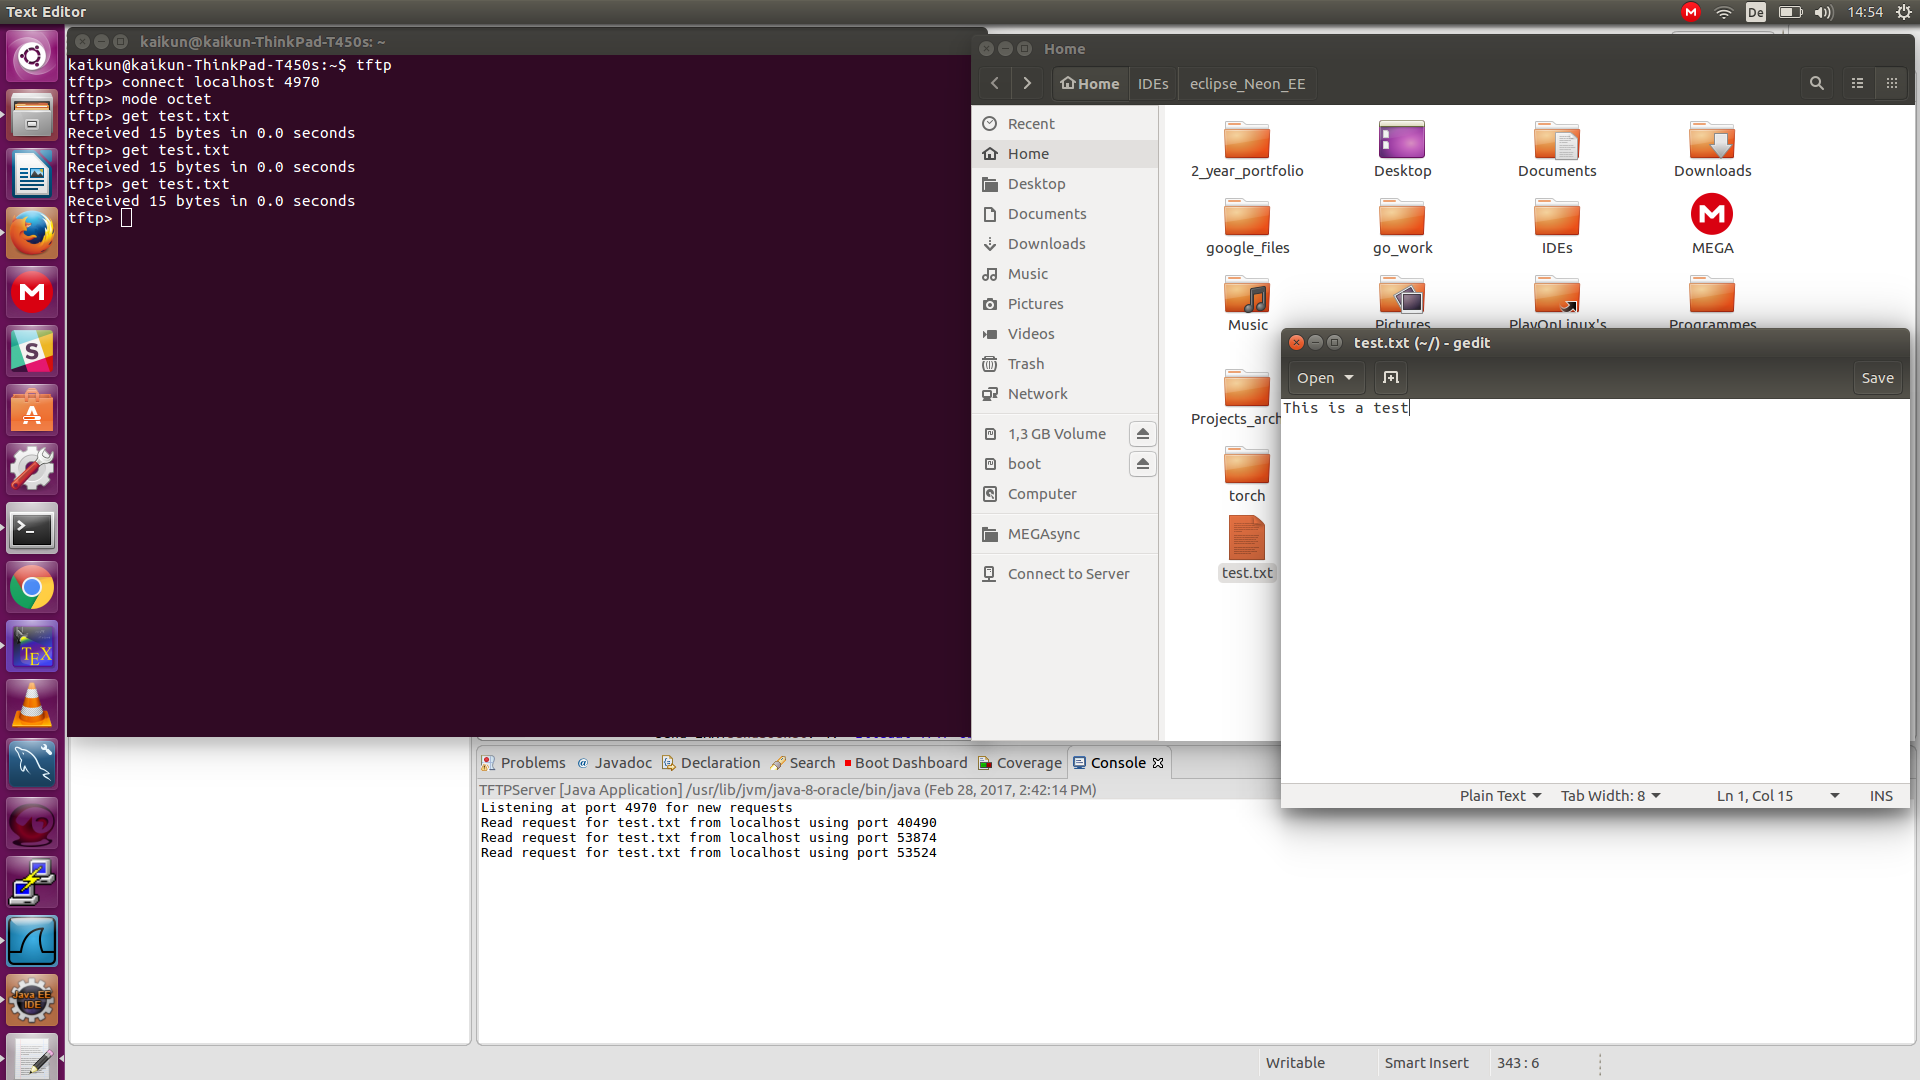 Text Editor
De
14:54
kaikun@kaikun-ThinkPad-T450s: ~
kaikun@kaikun-ThinkPad-T450s:~$ tftp
tftp> connect localhost 4970
tftp> mode octet
tftp> get test.txt
Received 15 bytes in 0.0 seconds
tftp> get test.txt
Received 15 bytes in 0.0 seconds
tftp> get test.txt
Received 15 bytes in 0.0 seconds
tftp>
Home
Home
IDEs
eclipse_Neon_EE
Recent
Home
Desktop
Documents
Downloads
Music
Pictures
Videos
Trash
Network
1,3 GB Volume
boot
Computer
MEGAsync
Connect to Server
2_year_portfolio
Desktop
Documents
Downloads
google_files
go_work
IDEs
MEGA
Music
Pictures
PlayOnLinux's
Programmes
Projects_arch
torch
test.txt
test.txt (~/) - gedit
Open
Save
This is a test
Plain Text
Tab Width: 8
Ln 1, Col 15
INS
Problems
Javadoc
Declaration
Search
Boot Dashboard
Coverage
Console
TFTPServer [Java Application] /usr/lib/jvm/java-8-oracle/bin/java (Feb 28, 2017, 2:42:14 PM)
Listening at port 4970 for new requests
Read request for test.txt from localhost using port 40490
Read request for test.txt from localhost using port 53874
Read request for test.txt from localhost using port 53524
Writable
Smart Insert
343 : 6
S
A
TEX
Java EE
IDE